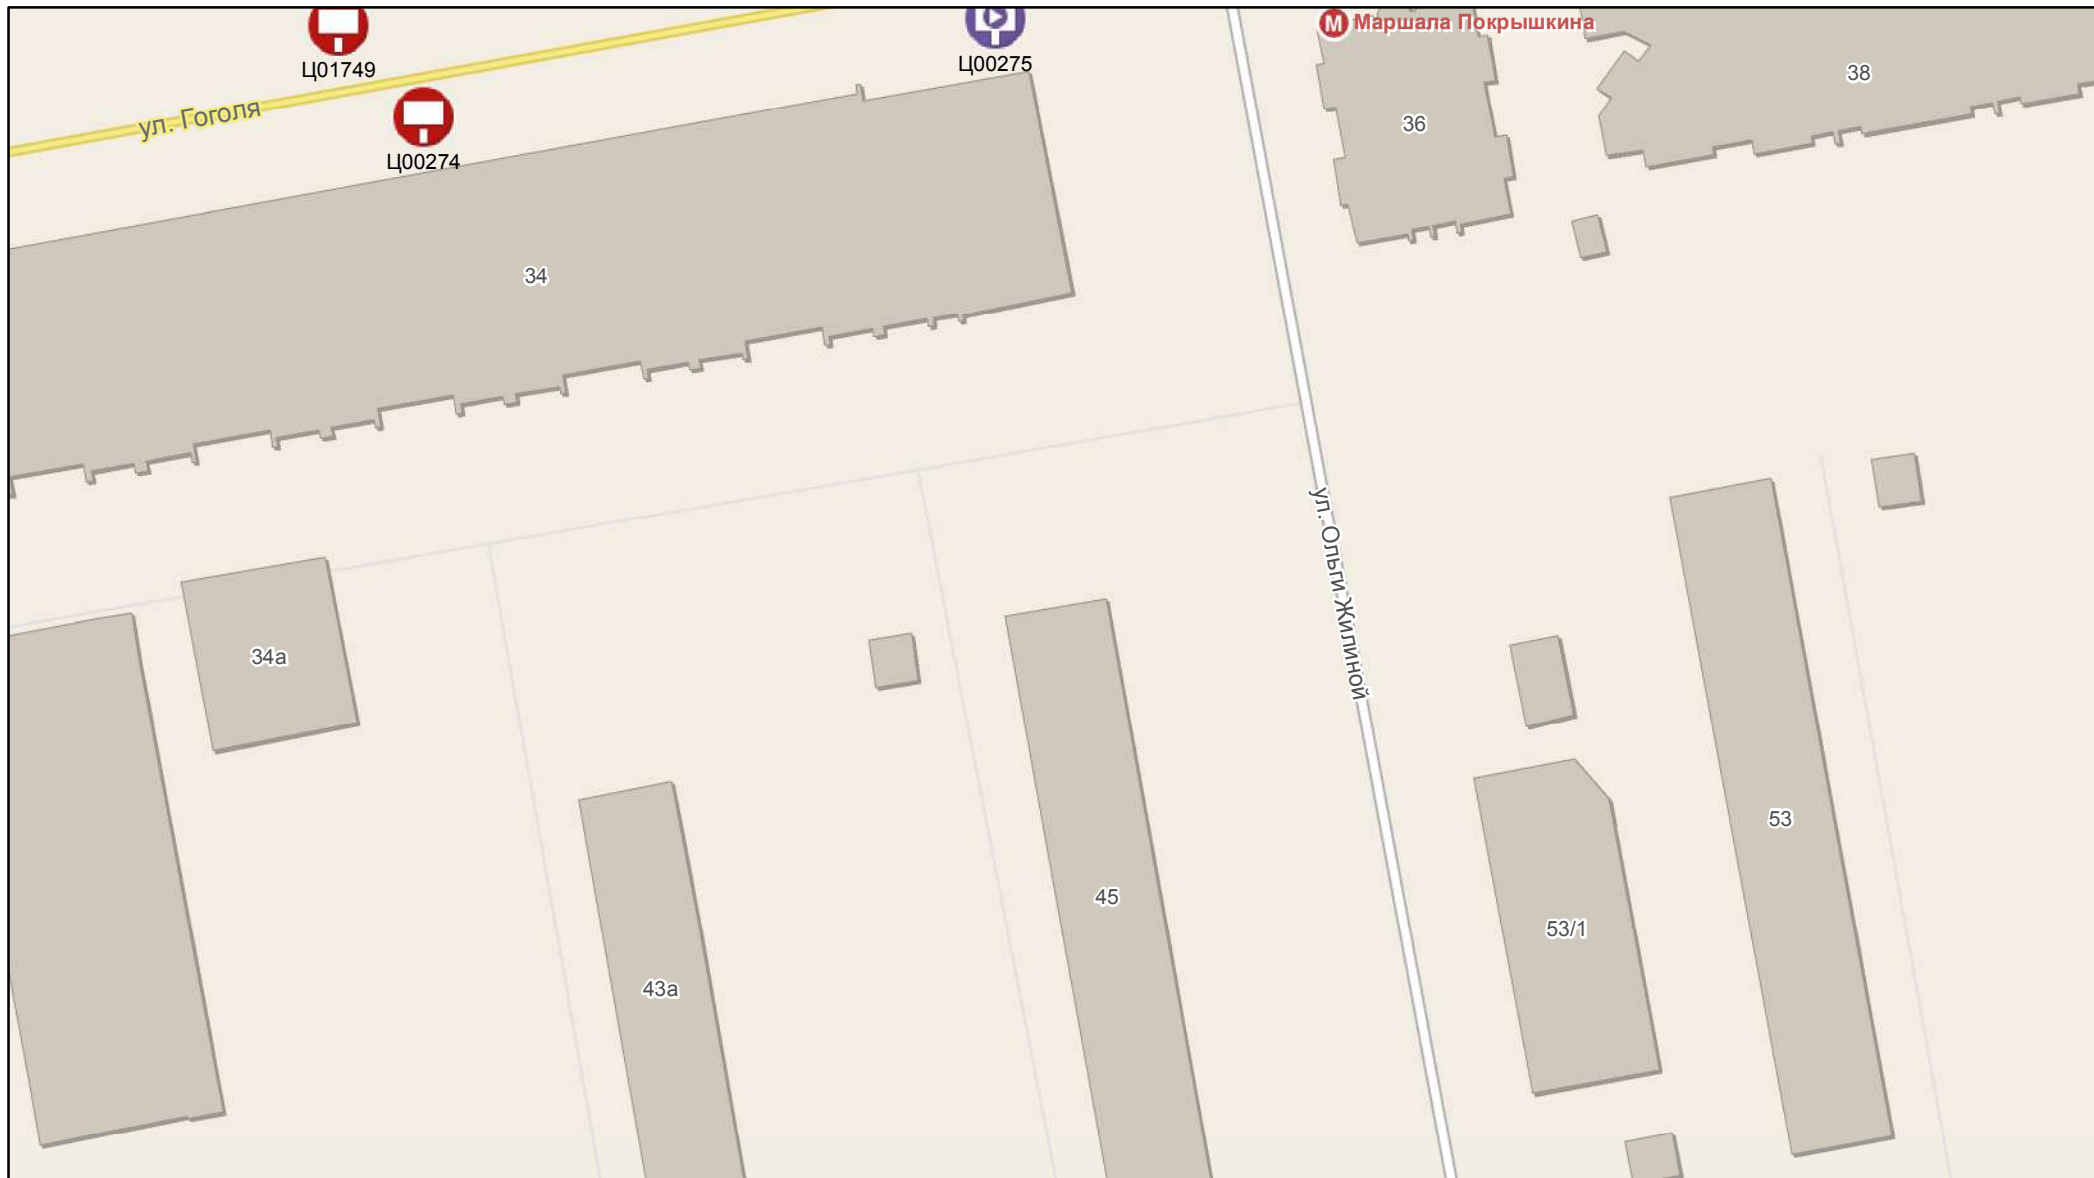 М Маршала Покрышкина
Ц01749
Ц00275
38
ул. Гоголя
36
Ц00274
34
ул. Ольги Жилиной
34а
53
45
53/1
43а